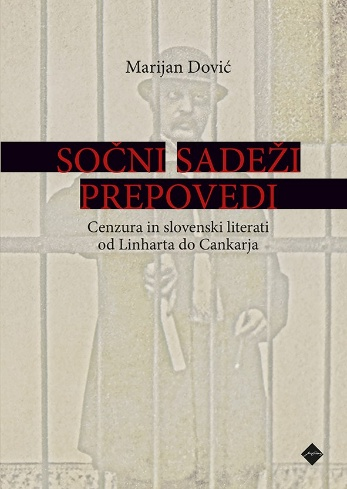 Marijan Dović
SOČNI SADEŽI
PREPOVEDI
Cenzura in slovenski literati
od Linharta do Cankarja